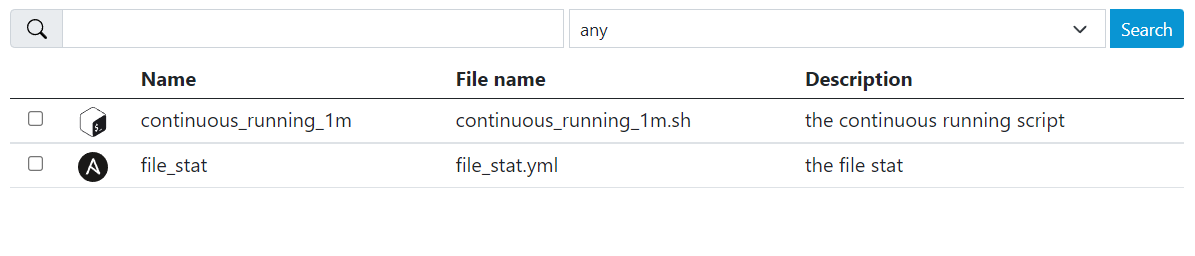 any Search
Name File name Description
continuous_running_1m continuous_running_1m.sh the continuous running script
file_stat file_stat.yml the file stat